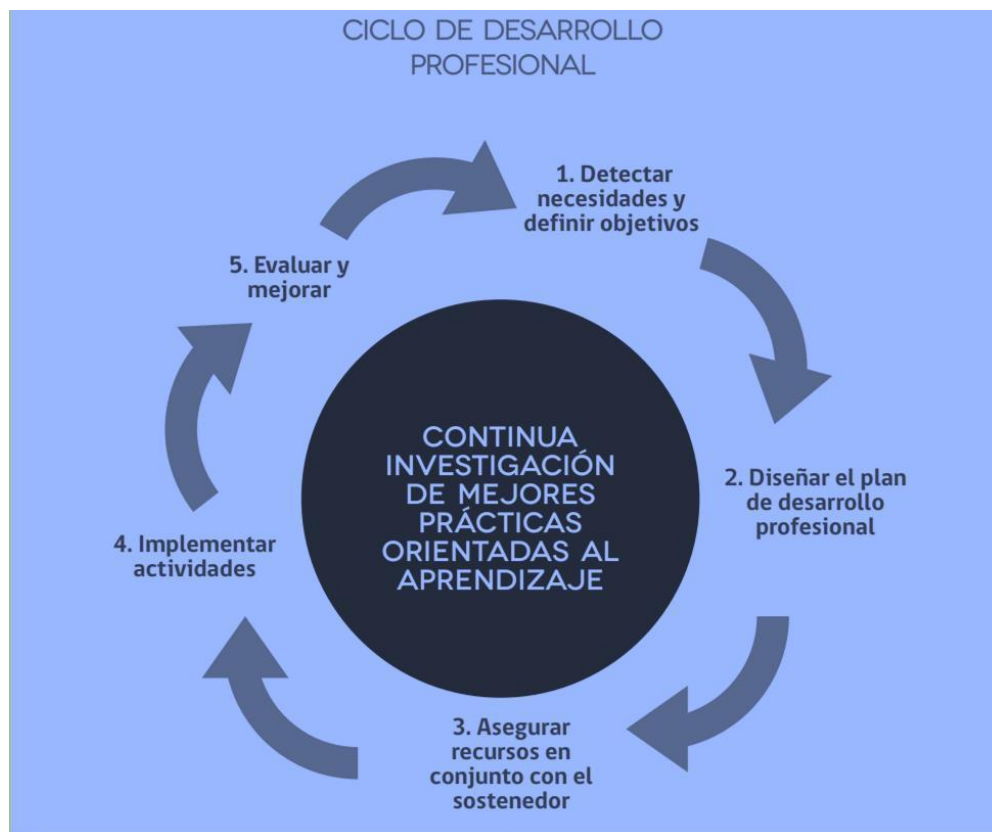 CICLO DE DESARROLLO
PROFESIONAL
1. Detectar
necesidades y
definir objetivos
2. Diseñar el plan
de desarrollo
profesional
3. Asegurar
recursos en
conjunto con el
sostenedor
4. Implementar
actividades
5. Evaluar y
mejorar
CONTINUA
INVESTIGACIÓN
DE MEJORES
PRÁCTICAS
ORIENTADAS AL
APRENDIZAJE